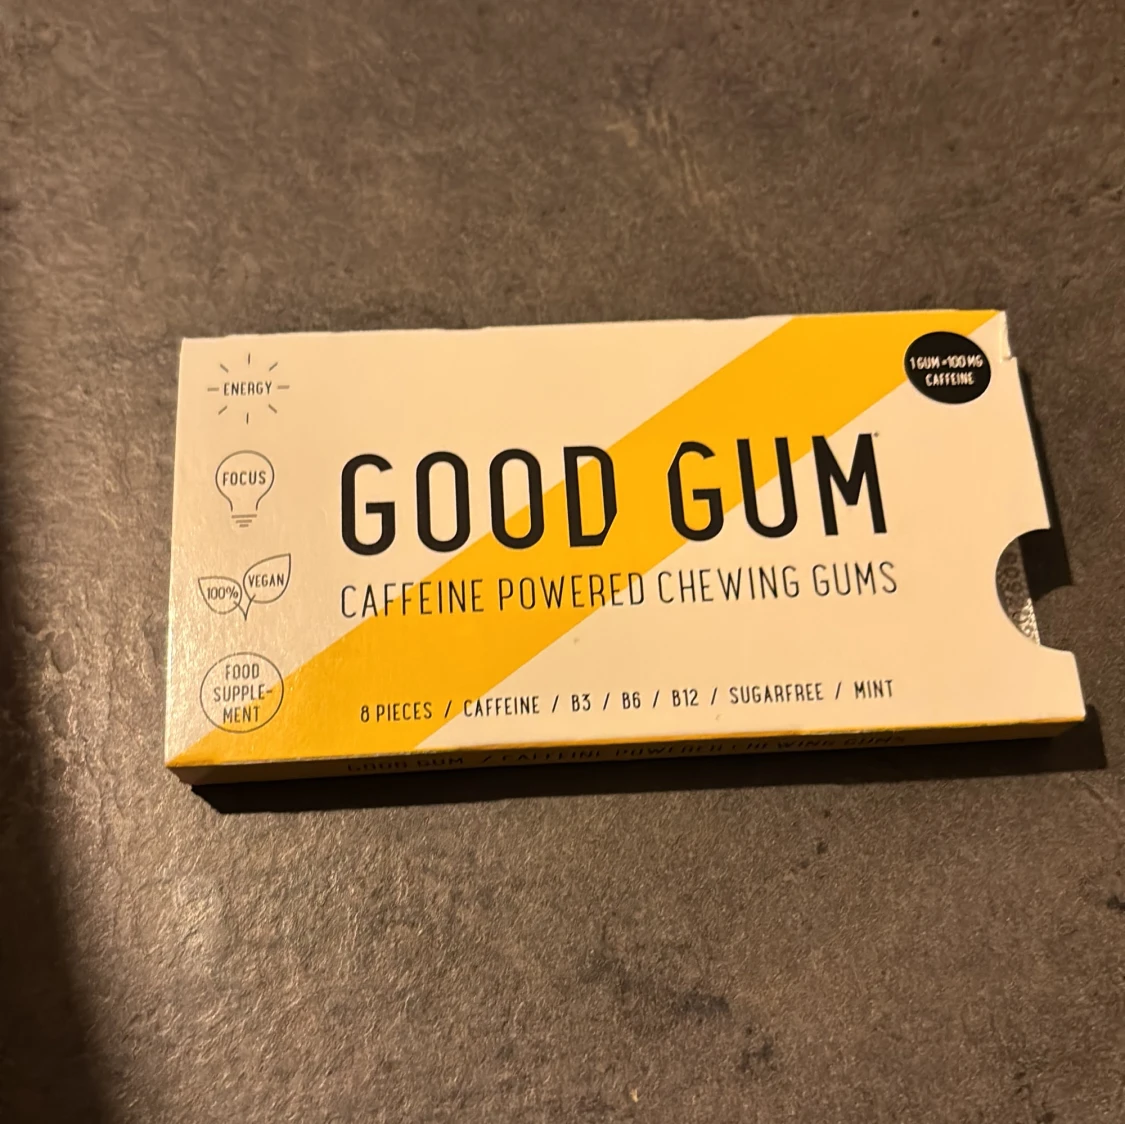 ENERGY
FOCUS
100% VEGAN
FOOD
SUPPLE-
MENT
1 GUM = 100 MG
CAFFEINE
GOOD GUM
CAFFEINE POWERED CHEWING GUMS
8 PIECES / CAFFEINE / B3 / B6 / B12 / SUGARFREE / MINT
GOOD GUM / CAFFEINE POWERED CHEWING GUMS